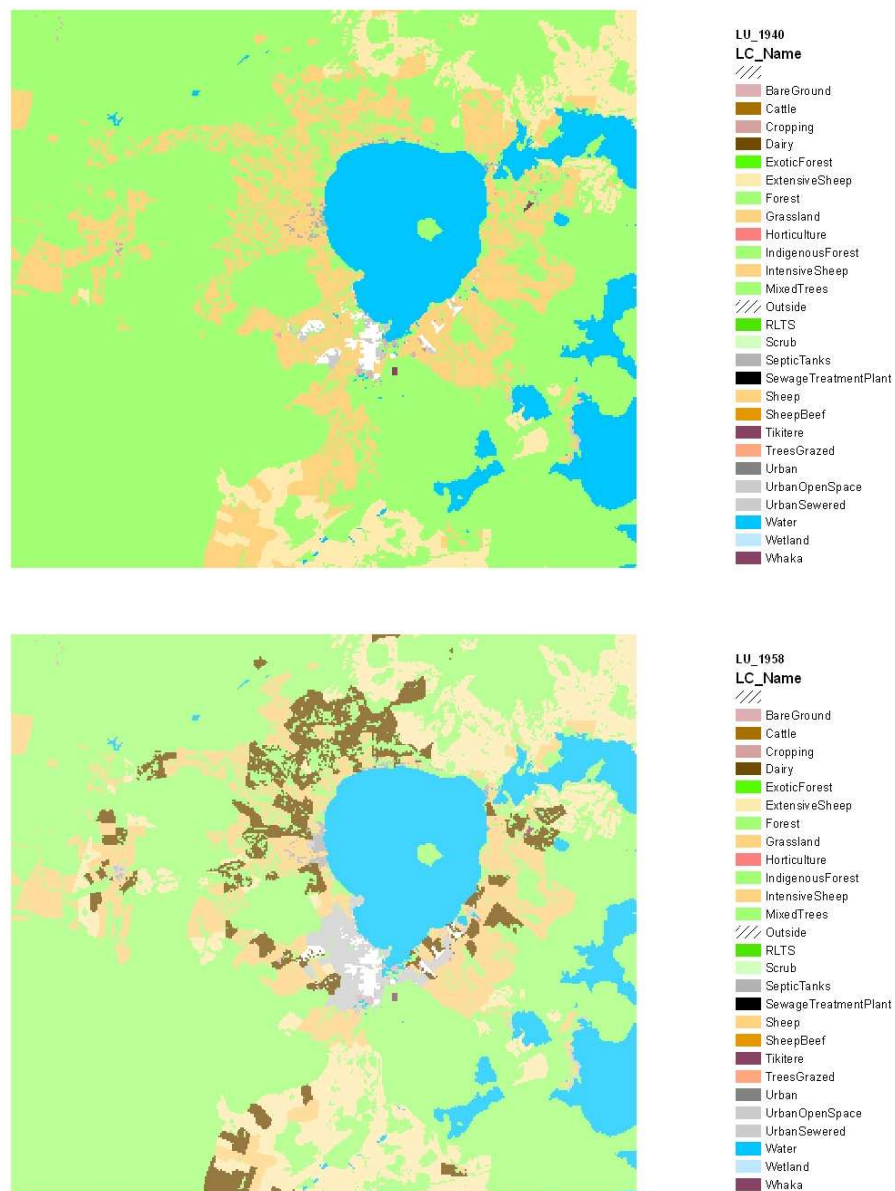 LU_1940
LC_Name
BareGround
Cattle
Cropping
Dairy
ExoticForest
ExtensiveSheep
Forest
Grassland
Horticulture
IndigenousForest
IntensiveSheep
MixedTrees
Outside
RLTS
Scrub
SepticTanks
SewageTreatmentPlant
Sheep
SheepBeef
Tikitere
TreesGrazed
Urban
UrbanOpenSpace
UrbanSewered
Water
Wetland
Whaka
LU_1958
LC_Name
BareGround
Cattle
Cropping
Dairy
ExoticForest
ExtensiveSheep
Forest
Grassland
Horticulture
IndigenousForest
IntensiveSheep
MixedTrees
Outside
RLTS
Scrub
SepticTanks
SewageTreatmentPlant
Sheep
SheepBeef
Tikitere
TreesGrazed
Urban
UrbanOpenSpace
UrbanSewered
Water
Wetland
Whaka